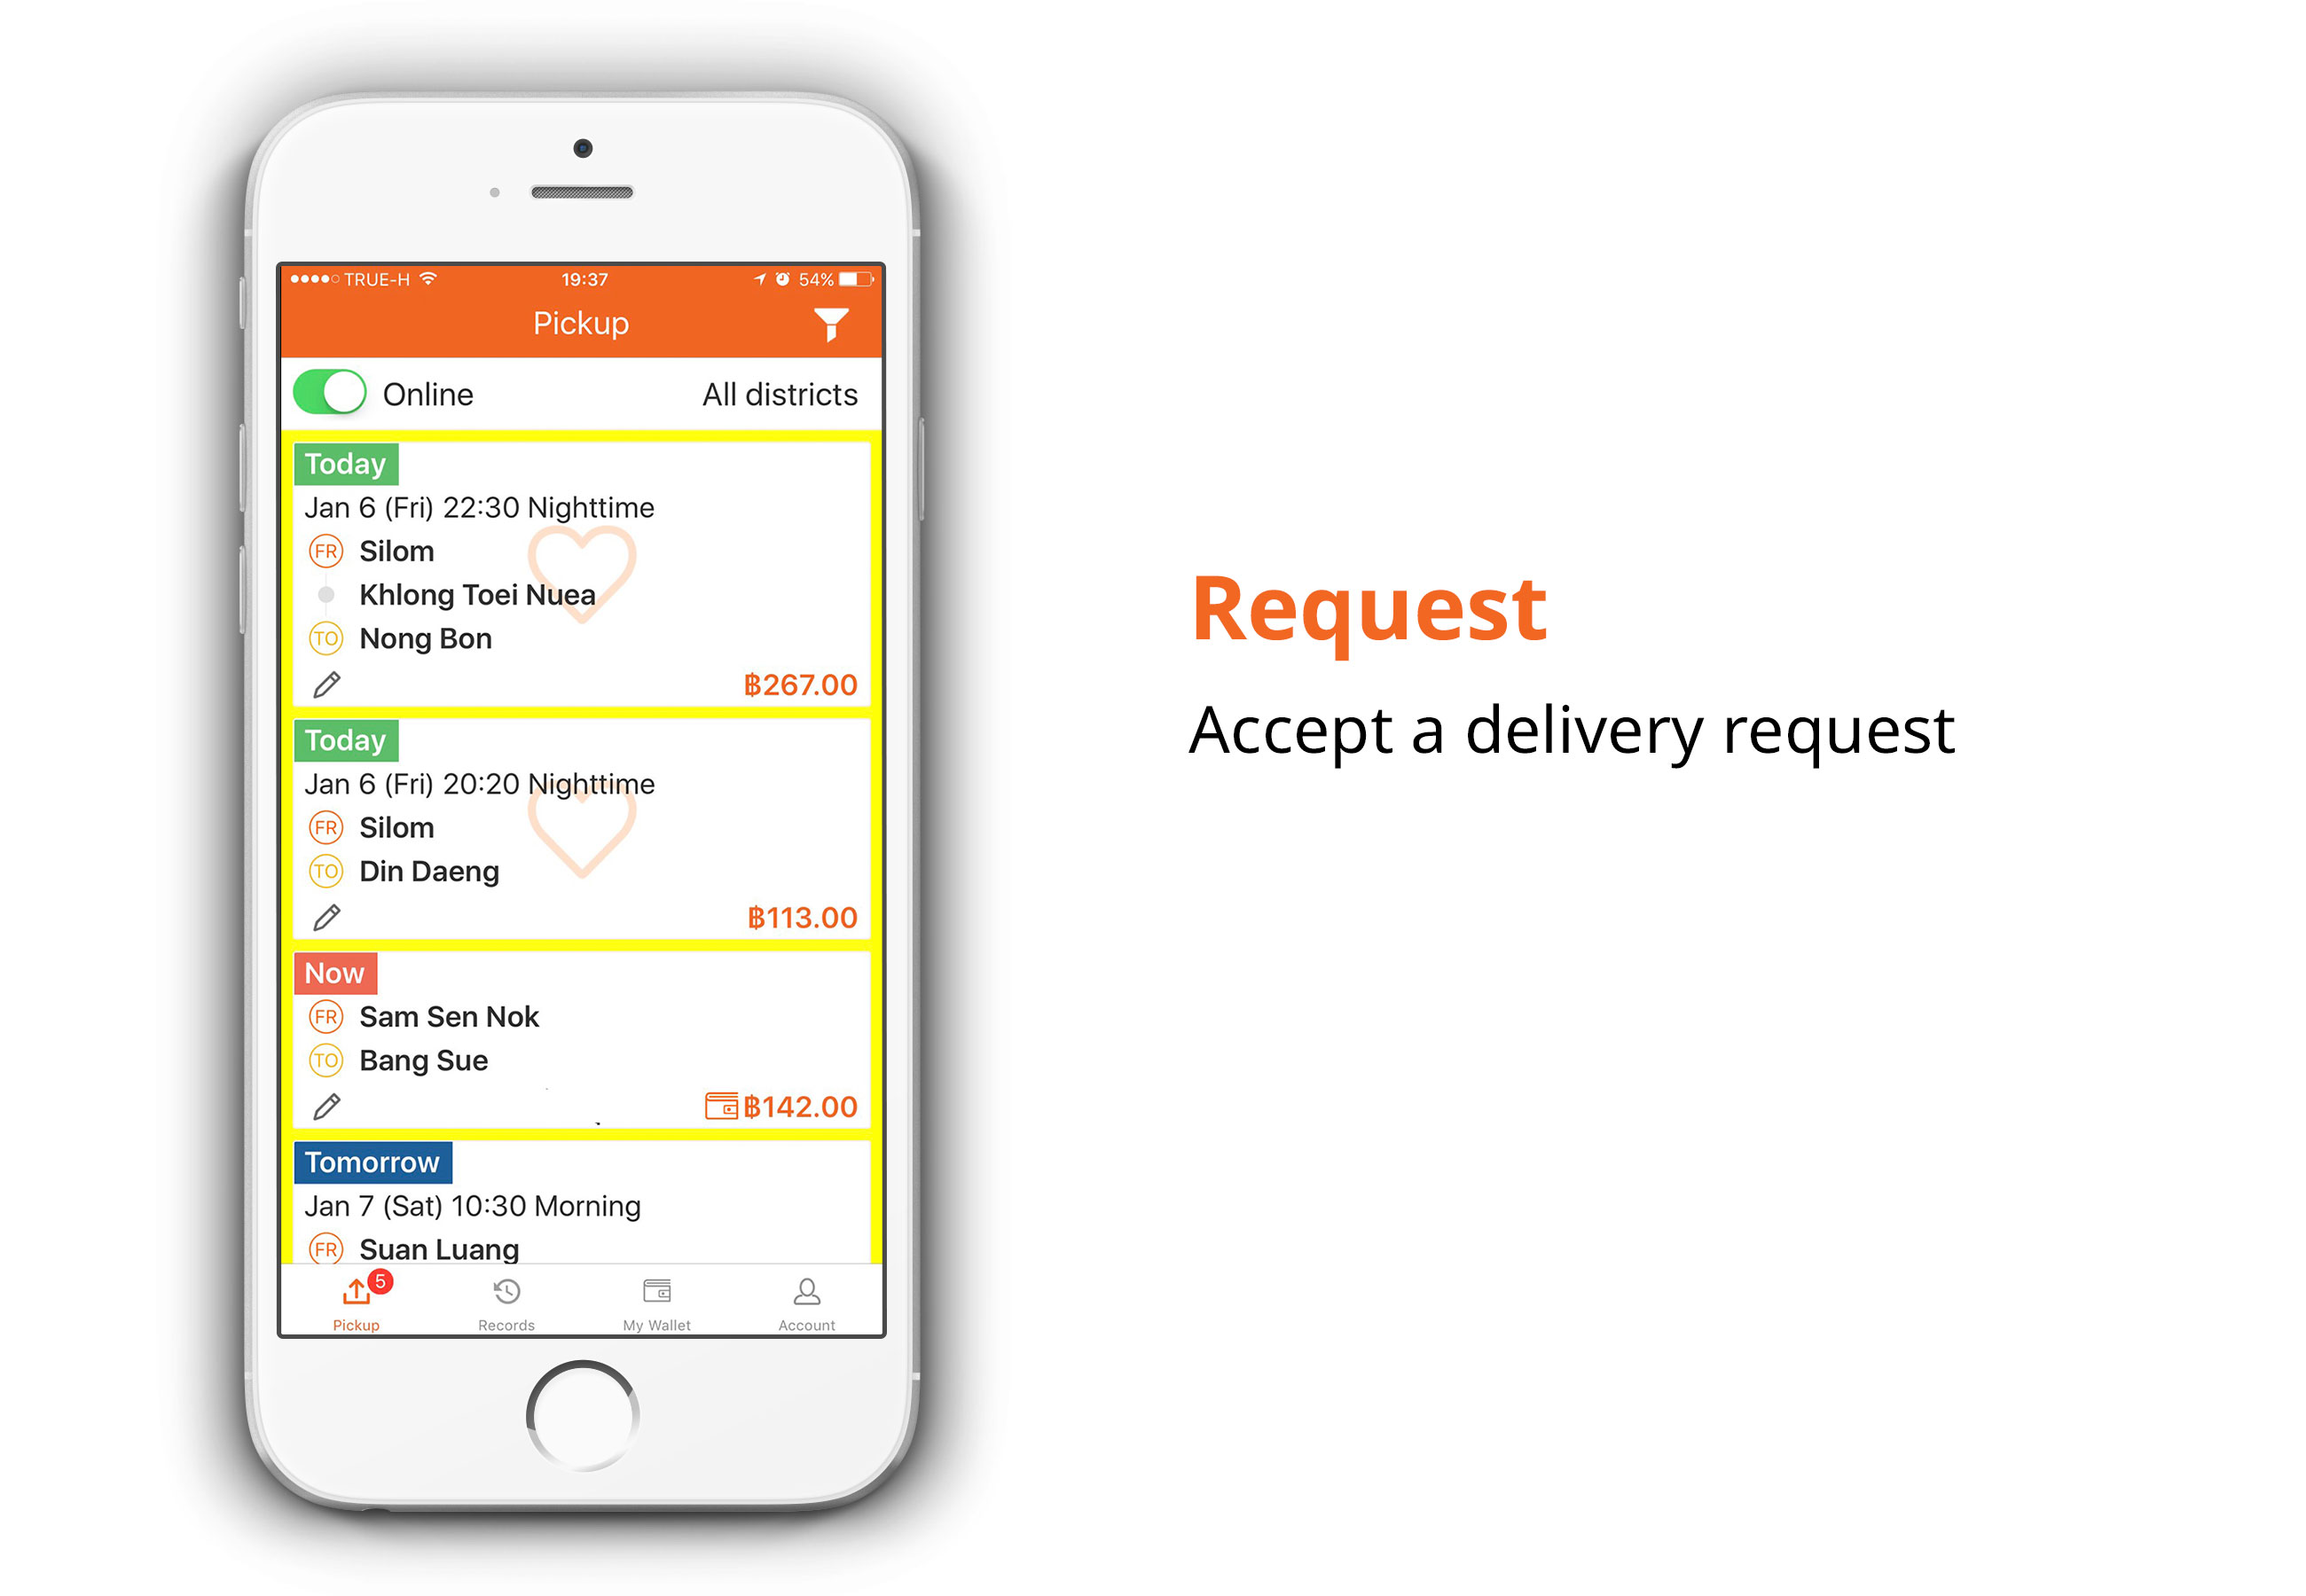 TRUE-H 19:37 54%
Pickup
Online All districts
Today
Jan 6 (Fri) 22:30 Nighttime
FR Silom
Khlong Toei Nuea
TO Nong Bon
฿267.00
Today
Jan 6 (Fri) 20:20 Nighttime
FR Silom
TO Din Daeng
฿113.00
Now
FR Sam Sen Nok
TO Bang Sue
฿142.00
Tomorrow
Jan 7 (Sat) 10:30 Morning
FR Suan Luang
5
Pickup Records My Wallet Account
Request
Accept a delivery request